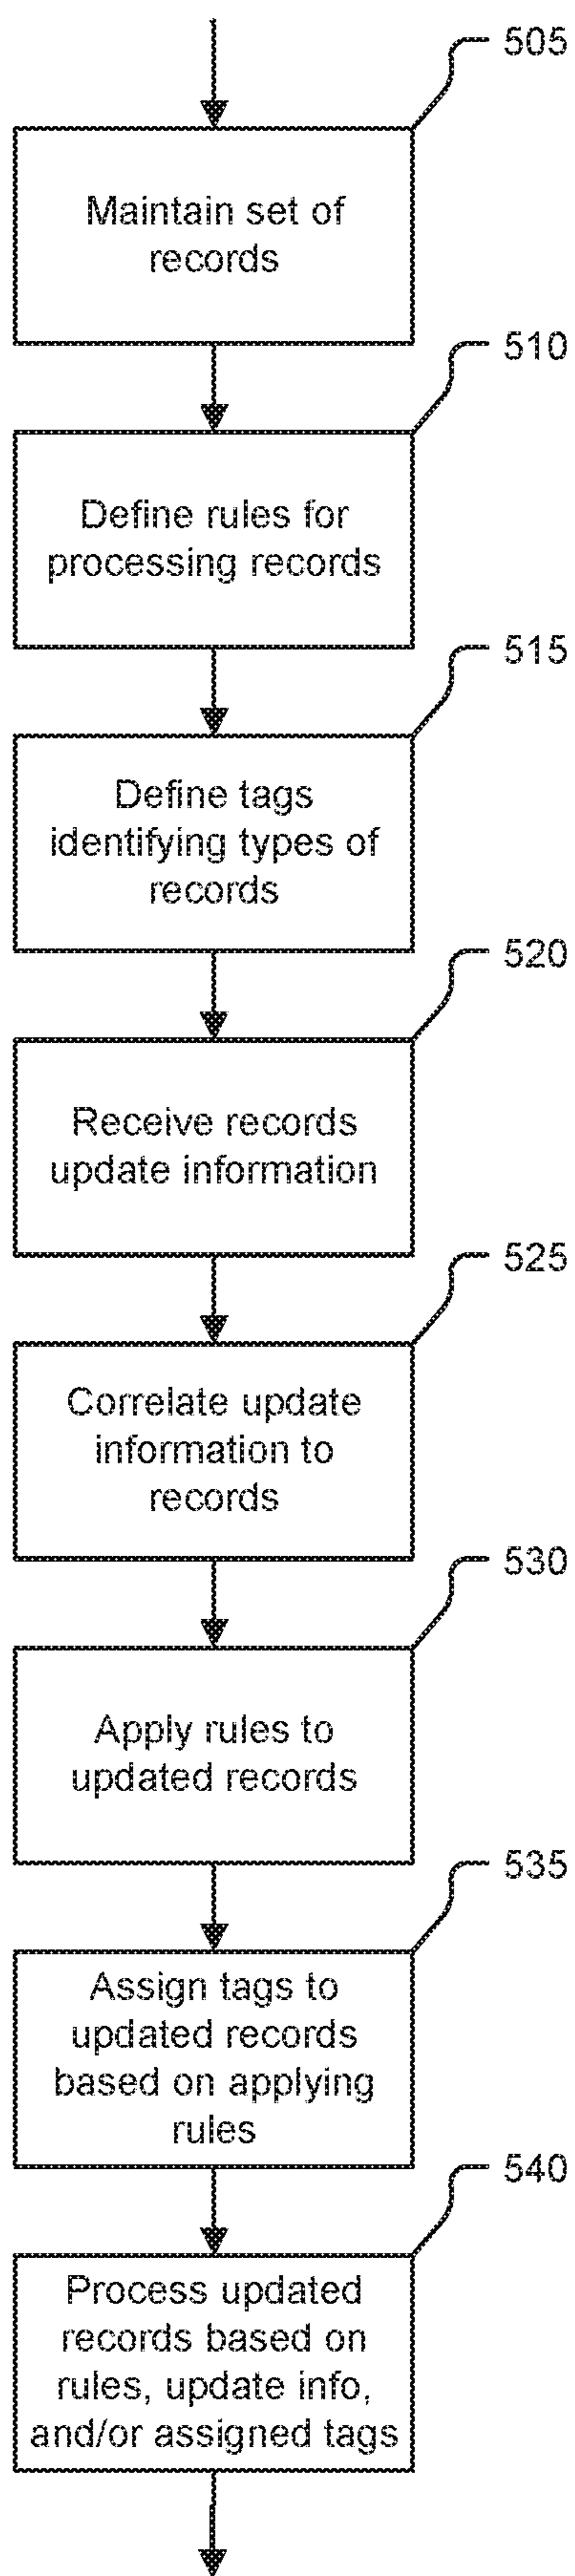 505
Maintain set of
records
510
Define rules for
processing records
515
Define tags
identifying types of
records
520
Receive records
update information
525
Correlate update
information to
records
530
Apply rules to
updated records
535
Assign tags to
updated records
based on applying
rules
540
Process updated
records based on
rules, update info,
and/or assigned tags